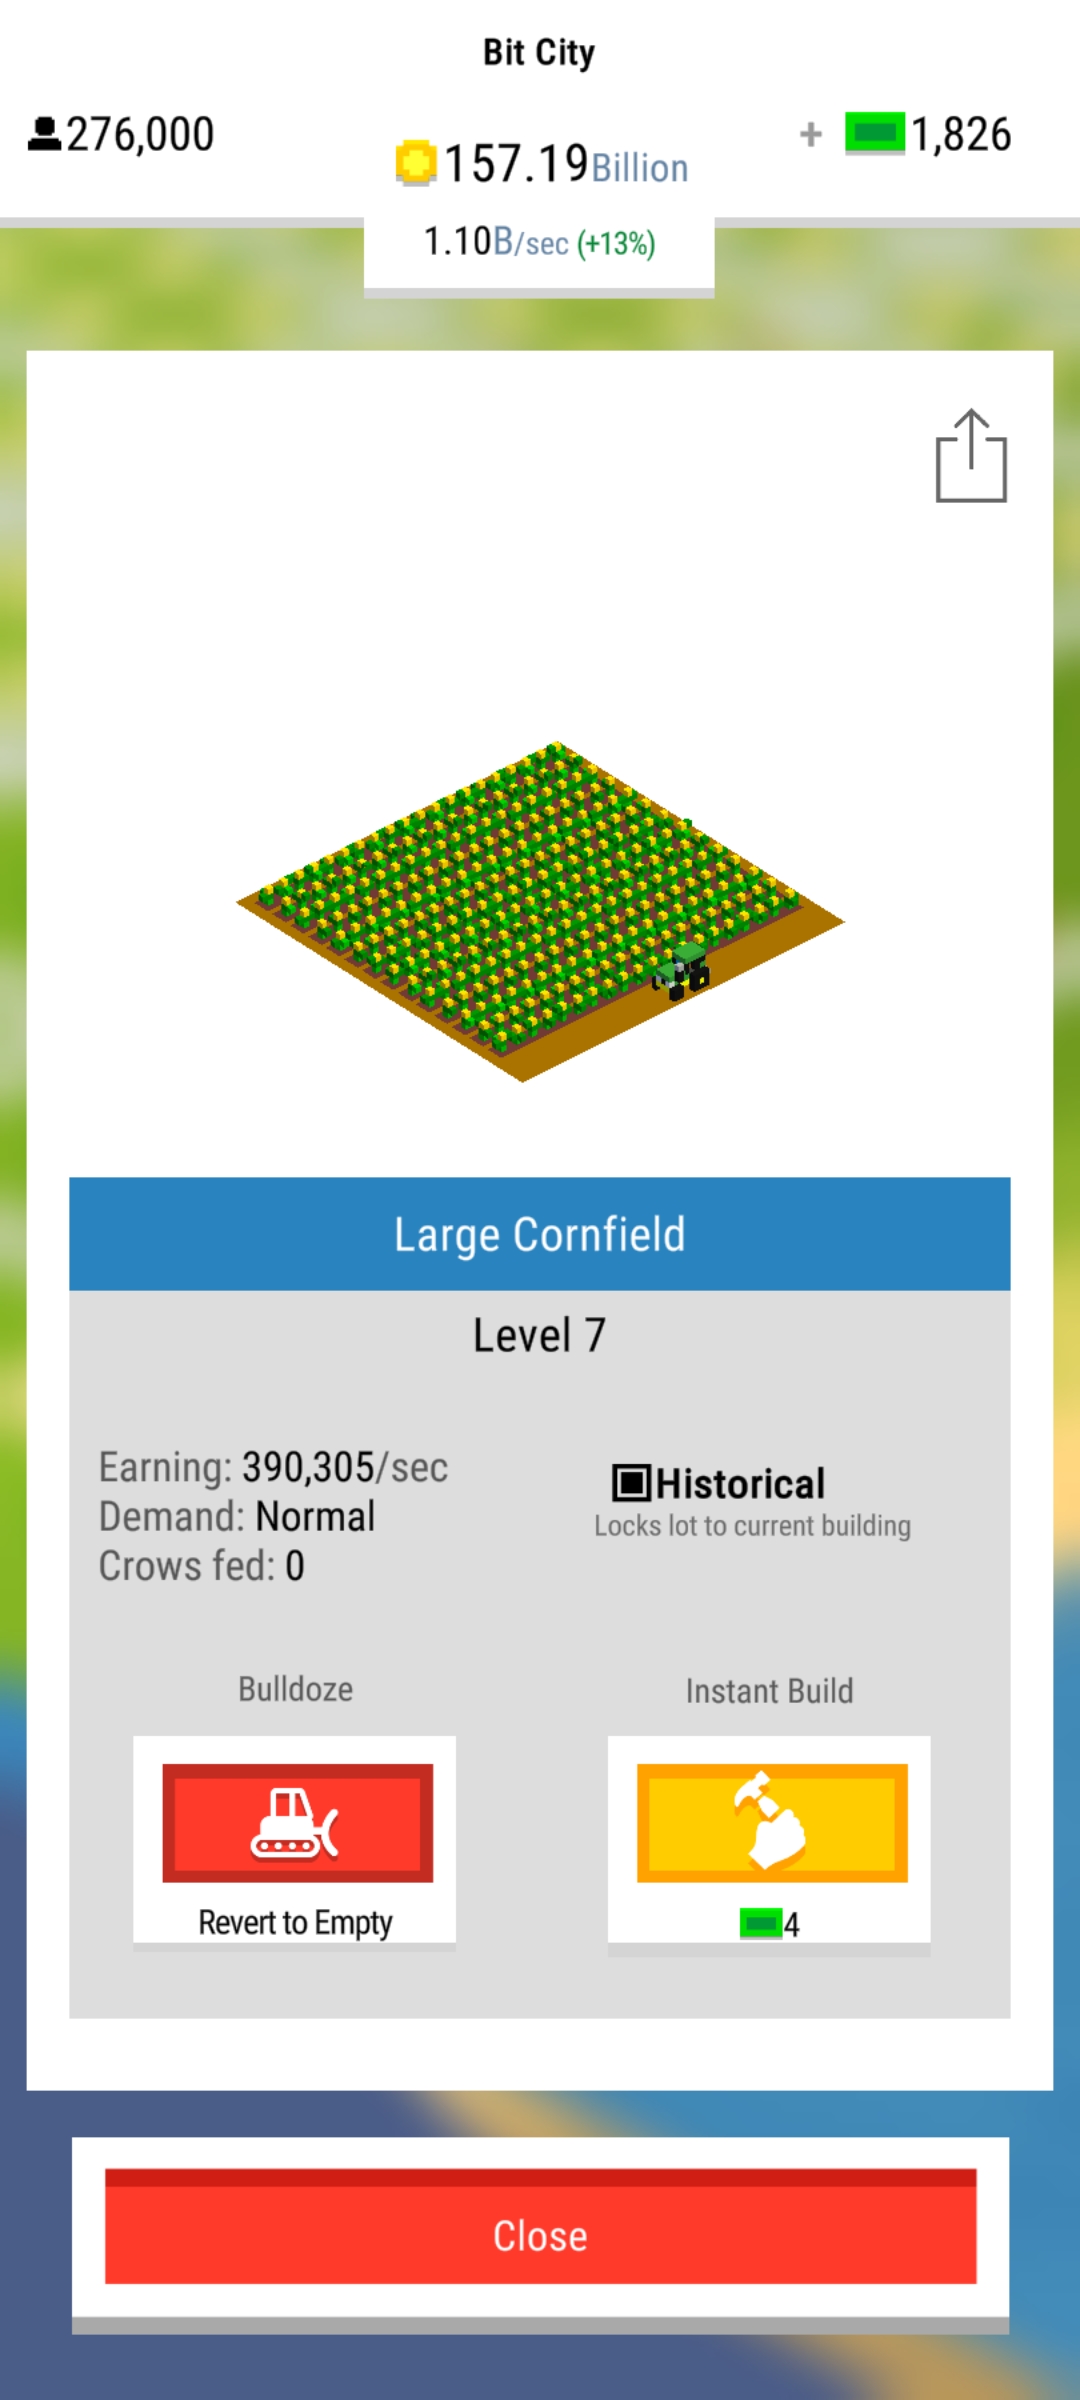 Bit City
276,000
157.19Billion
+ 1,826
1.10B/sec (+13%)
Large Cornfield
Level 7
Earning: 390,305/sec
Demand: Normal
Crows fed: 0
Historical
Locks lot to current building
Bulldoze
Instant Build
Revert to Empty
4
Close